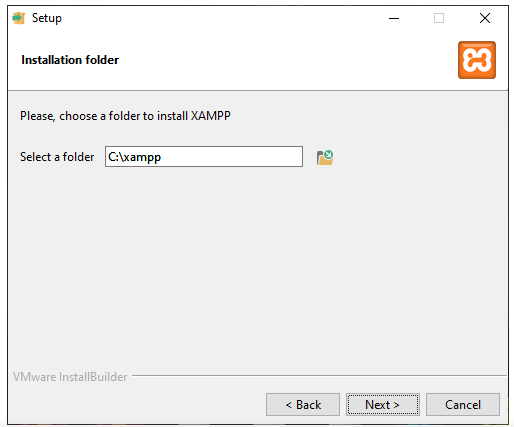 Setup
Installation folder
Please, choose a folder to install XAMPP
Select a folder C:\xampp
VMware InstallBuilder
< Back Next > Cancel